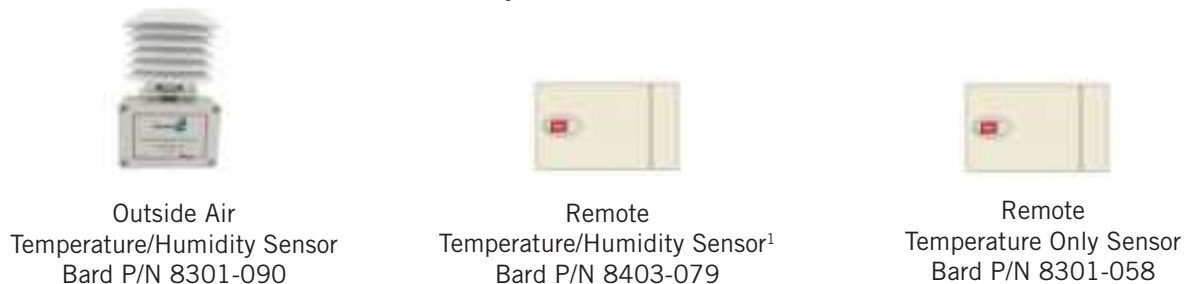 Outside Air
Temperature/Humidity Sensor
Bard P/N 8301-090
Remote
Temperature/Humidity Sensor¹
Bard P/N 8403-079
Remote
Temperature Only Sensor
Bard P/N 8301-058